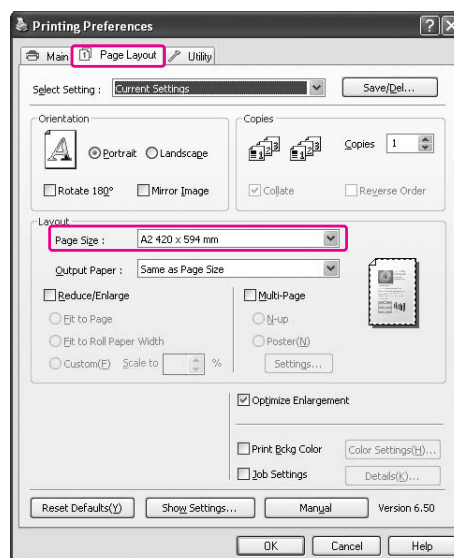 Printing Preferences
Main Page Layout Utility
Select Setting : Current Settings Save/Del...
Orientation Copies
Portrait Landscape Copies 1
Rotate 180° Mirror Image Collate Reverse Order
Layout
Page Size : A2 420 x 594 mm
Output Paper : Same as Page Size
Reduce/Enlarge Multi-Page
Fit to Page N-up
Fit to Roll Paper Width Poster(N)
Custom(F) Scale to % Settings...
Optimize Enlargement
Print Bckg Color Color Settings(H)...
Job Settings Details(K)...
Reset Defaults(Y) Show Settings... Manual Version 6.50
OK Cancel Help